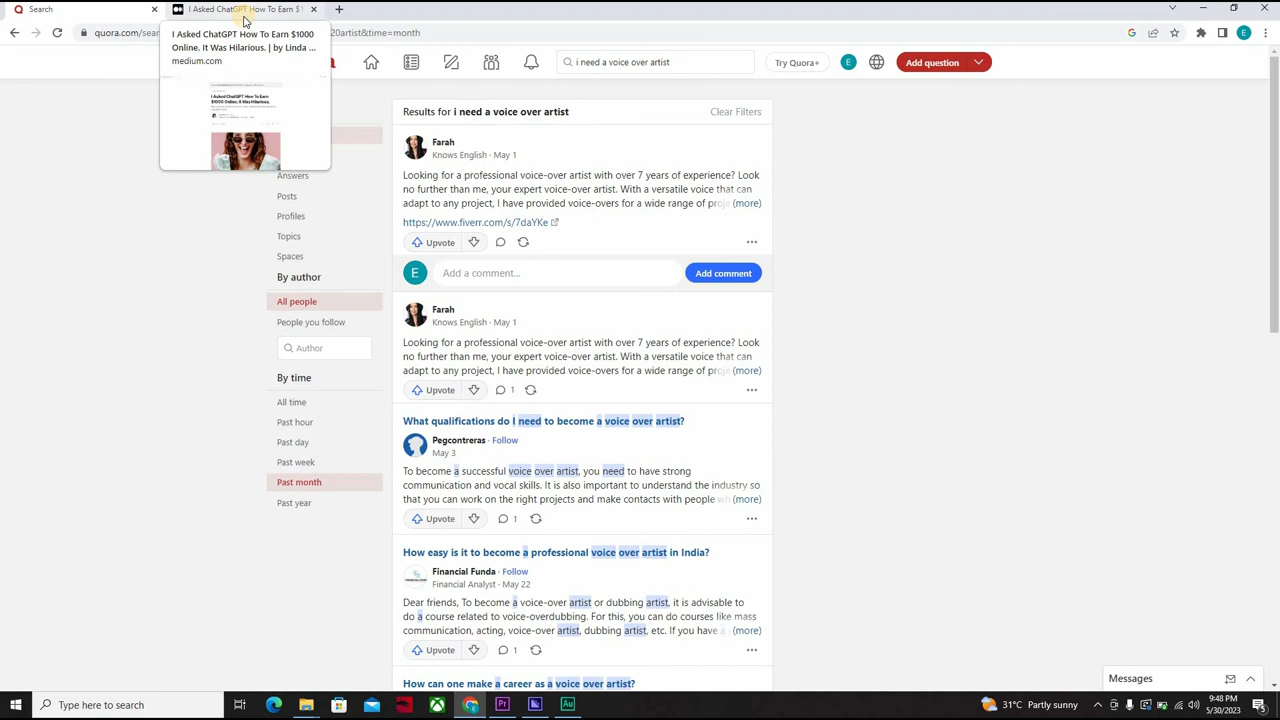 Search
I Asked ChatGPT How To Earn $1
quora.com/sear
20artist&time=month
E
I Asked ChatGPT How To Earn $1000
Online. It Was Hilarious. | by Linda ...
medium.com
I Asked ChatGPT How To Earn
$1000 Online. It Was Hilarious.
i need a voice over artist
Try Quora+
E
Add question
Answers
Posts
Profiles
Topics
Spaces
By author
All people
People you follow
Author
By time
All time
Past hour
Past day
Past week
Past month
Past year
Results for i need a voice over artist
Clear Filters
Farah
Knows English · May 1
Looking for a professional voice-over artist with over 7 years of experience? Look
no further than me, your expert voice-over artist. With a versatile voice that can
adapt to any project, I have provided voice-overs for a wide range of proje (more)
https://www.fiverr.com/s/7daYKe
Upvote
E
Add a comment...
Add comment
Farah
Knows English · May 1
Looking for a professional voice-over artist with over 7 years of experience? Look
no further than me, your expert voice-over artist. With a versatile voice that can
adapt to any project, I have provided voice-overs for a wide range of proje (more)
Upvote
1
What qualifications do I need to become a voice over artist?
Pegcontreras · Follow
May 3
To become a successful voice over artist, you need to have strong
communication and vocal skills. It is also important to understand the industry so
that you can work on the right projects and make contacts with people wh (more)
Upvote
1
How easy is it to become a professional voice over artist in India?
Financial Funda · Follow
Financial Analyst · May 22
Dear friends, To become a voice-over artist or dubbing artist, it is advisable to
do a course related to voice-overdubbing. For this, you can do courses like mass
communication, acting, voice-over artist, dubbing artist, etc. If you have a (more)
Upvote
1
How can one make a career as a voice over artist?
Messages
Type here to search
Pr
Au
31°C Partly sunny
9:48 PM
5/30/2023